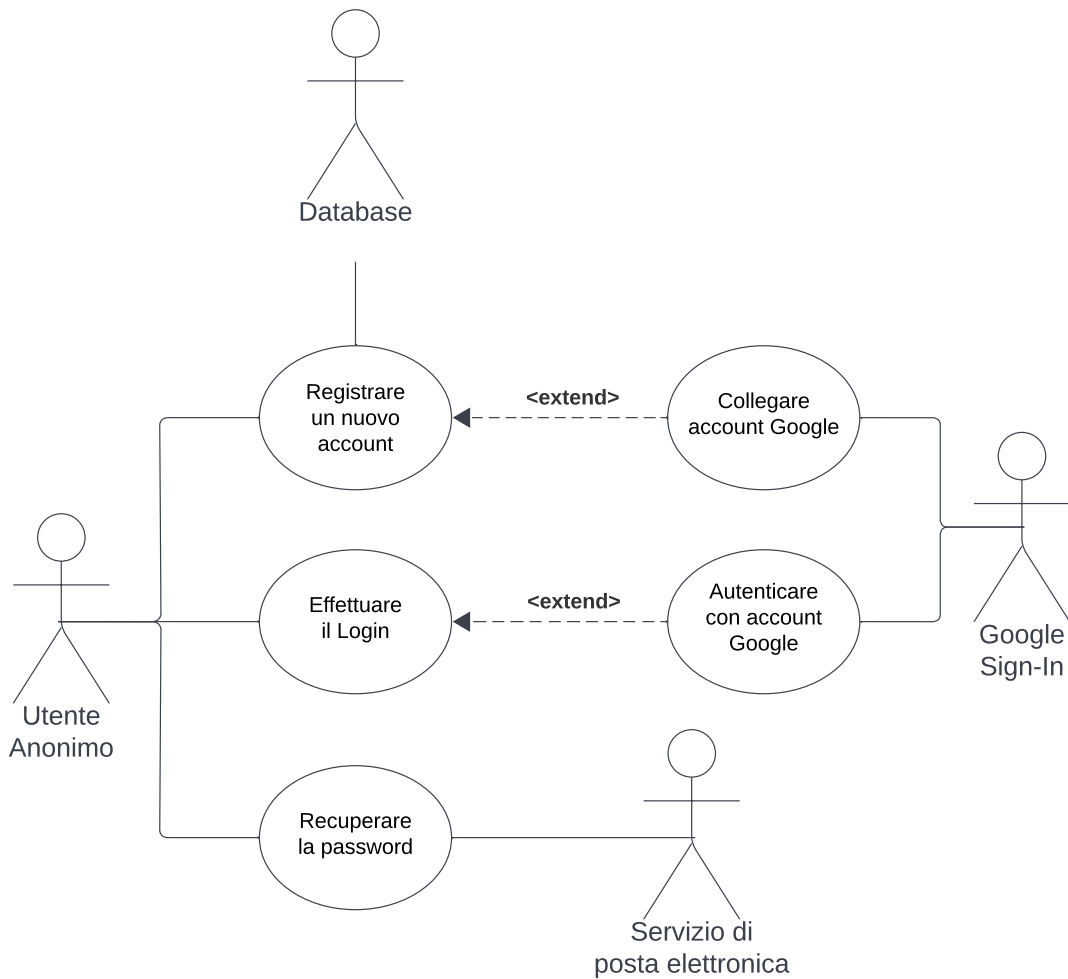 Database
Registrare
un nuovo
account
<extend>
Collegare
account Google
Effettuare
il Login
<extend>
Autenticare
con account
Google
Google
Sign-In
Utente
Anonimo
Recuperare
la password
Servizio di
posta elettronica